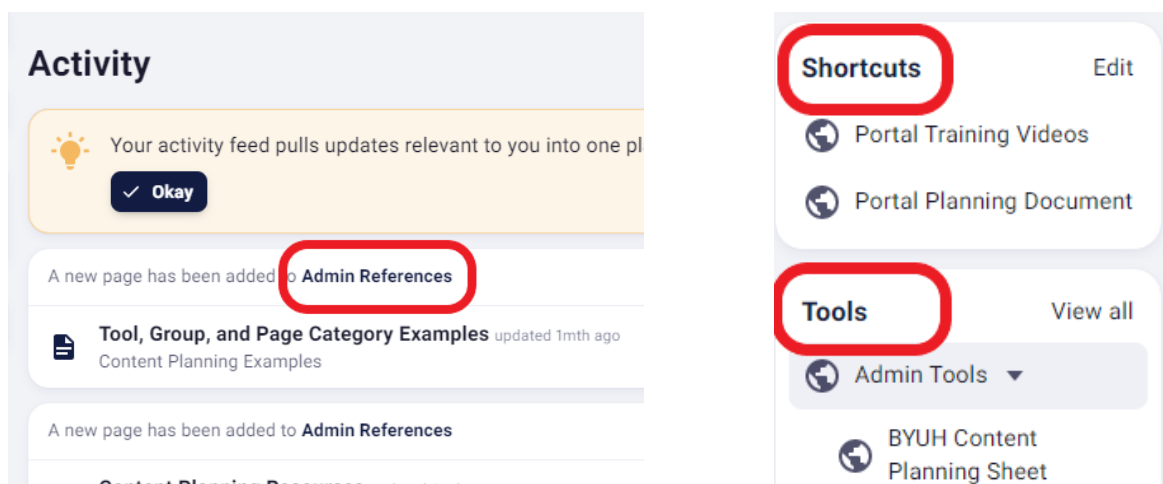 Activity
Your activity feed pulls updates relevant to you into one pl
Okay
A new page has been added to Admin References
Tool, Group, and Page Category Examples updated 1mth ago
Content Planning Examples
A new page has been added to Admin References
Content Planning Resources
Shortcuts Edit
Portal Training Videos
Portal Planning Document
Tools View all
Admin Tools
BYUH Content
Planning Sheet